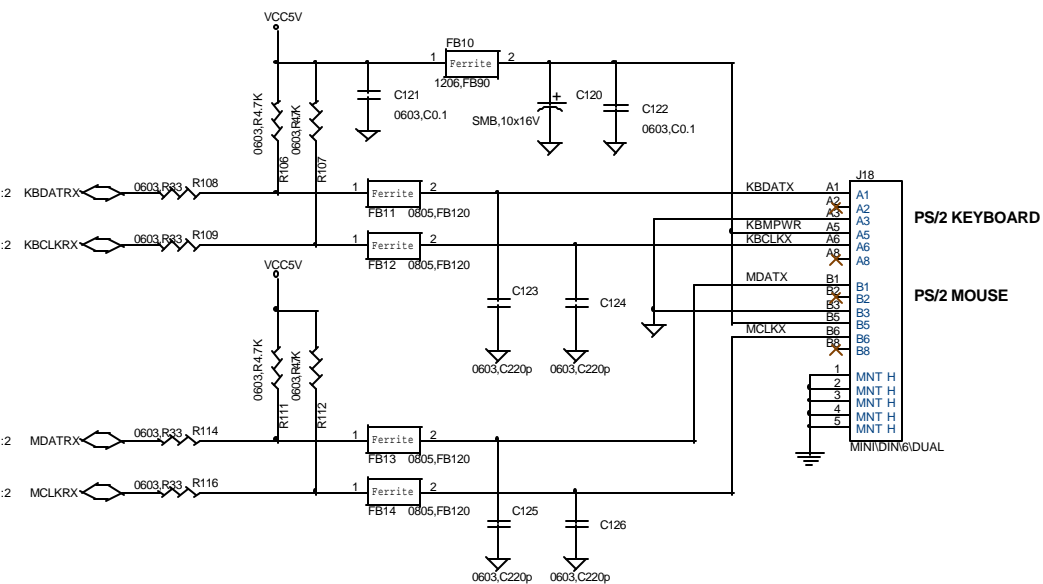 VCC5V
FB10
1 Ferrite 2
1206,FB90
C121
0603,C0.1
C120
SMB,10x16V
C122
0603,C0.1
0603,R4.7K
R106
0603,R4.7K
R107
:2 KBDATRX
0603,R33 R108
1 Ferrite 2
FB11 0805,FB120
:2 KBCLKRX
0603,R33 R109
1 Ferrite 2
FB12 0805,FB120
C123
0603,C220p
C124
0603,C220p
VCC5V
0603,R4.7K
R111
0603,R4.7K
R112
:2 MDATRX
0603,R33 R114
1 Ferrite 2
FB13 0805,FB120
:2 MCLKRX
0603,R33 R116
1 Ferrite 2
FB14 0805,FB120
C125
0603,C220p
C126
0603,C220p
J18
KBDATX A1 A1
A2 A2
A3 A3
KBMPWR A5 A5
KBCLKX A6 A6
A8 A8
PS/2 KEYBOARD
MDATX B1 B1
B2 B2
B3 B3
B5 B5
MCLKX B6 B6
B8 B8
PS/2 MOUSE
1 MNT H
2 MNT H
3 MNT H
4 MNT H
5 MNT H
MINI\DIN\6\DUAL